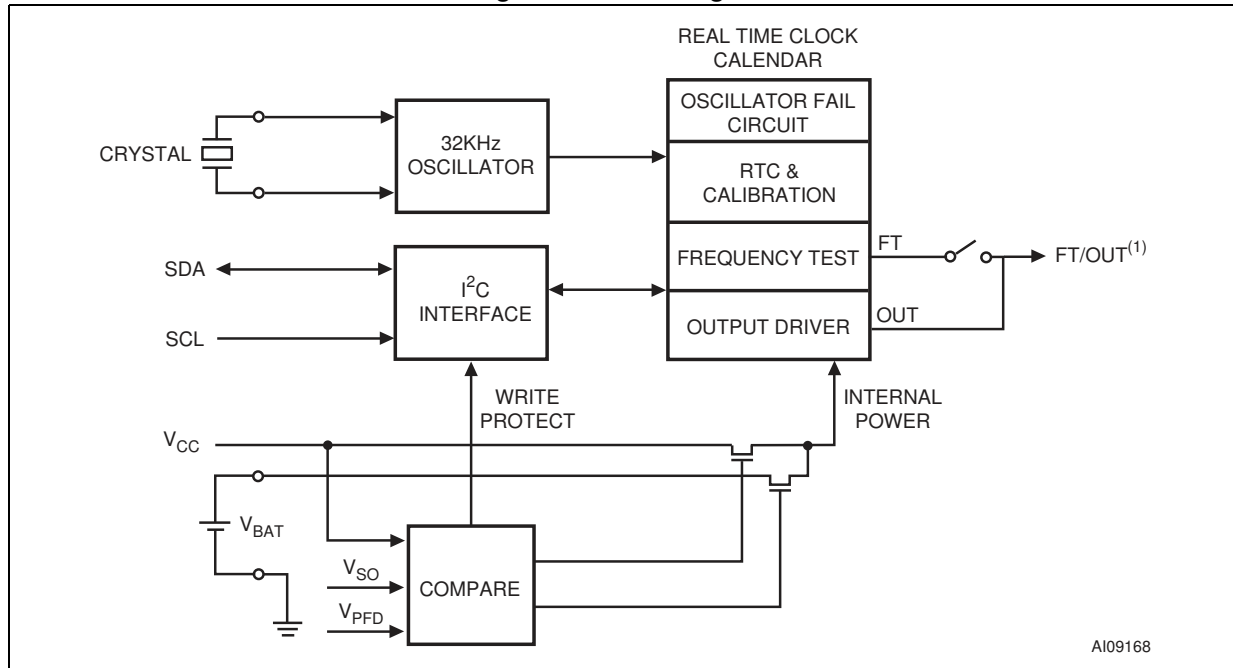 REAL TIME CLOCK
CALENDAR
OSCILLATOR FAIL
CIRCUIT
CRYSTAL
32KHz
OSCILLATOR
RTC &
CALIBRATION
FREQUENCY TEST
FT
FT/OUT(1)
SDA
I2C
INTERFACE
SCL
OUTPUT DRIVER
OUT
WRITE
PROTECT
INTERNAL
POWER
VCC
VBAT
VSO
COMPARE
VPFD
AI09168